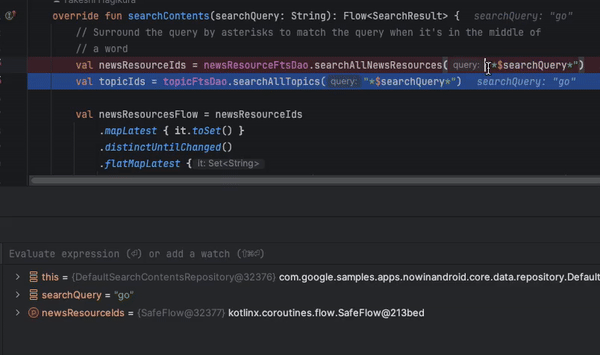 override fun searchContents(searchQuery: String): Flow<SearchResult> {   searchQuery: "go"
// Surround the query by asterisks to match the query when it's in the middle of
// a word
val newsResourceIds = newsResourceFtsDao.searchAllNewsResources( query: "*$searchQuery*")
val topicIds = topicFtsDao.searchAllTopics( query: "*$searchQuery*")   searchQuery: "go"
val newsResourcesFlow = newsResourceIds
.mapLatest { it.toSet() }
.distinctUntilChanged()
.flatMapLatest { it: Set<String>
Evaluate expression (⏎) or add a watch (⇧⌘⏎)
this = {DefaultSearchContentsRepository@32376} com.google.samples.apps.nowinandroid.core.data.repository.Default
searchQuery = "go"
newsResourceIds = {SafeFlow@32377} kotlinx.coroutines.flow.SafeFlow@213bed